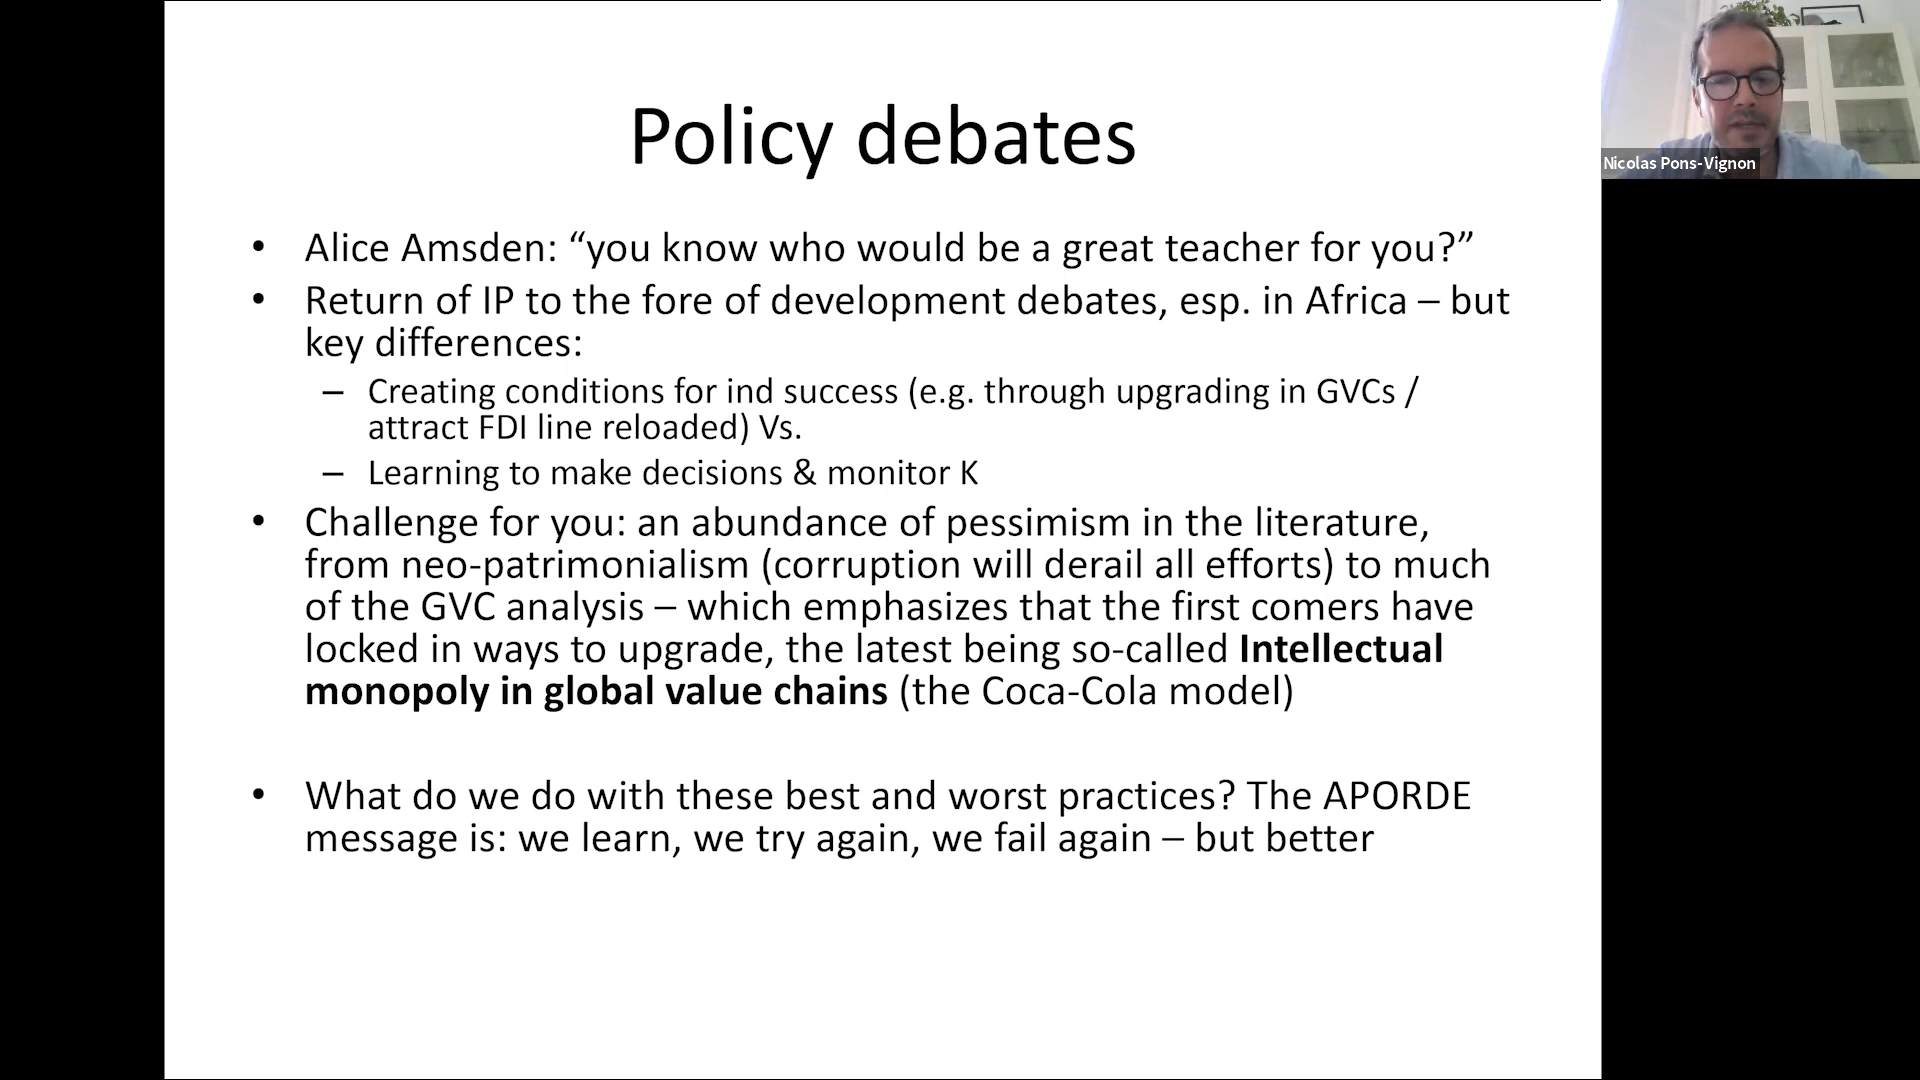 Policy debates
Nicolas Pons-Vignon
• Alice Amsden: “you know who would be a great teacher for you?”
• Return of IP to the fore of development debates, esp. in Africa – but
key differences:
– Creating conditions for ind success (e.g. through upgrading in GVCs /
attract FDI line reloaded) Vs.
– Learning to make decisions & monitor K
• Challenge for you: an abundance of pessimism in the literature,
from neo-patrimonialism (corruption will derail all efforts) to much
of the GVC analysis – which emphasizes that the first comers have
locked in ways to upgrade, the latest being so-called Intellectual
monopoly in global value chains (the Coca-Cola model)
• What do we do with these best and worst practices? The APORDE
message is: we learn, we try again, we fail again – but better